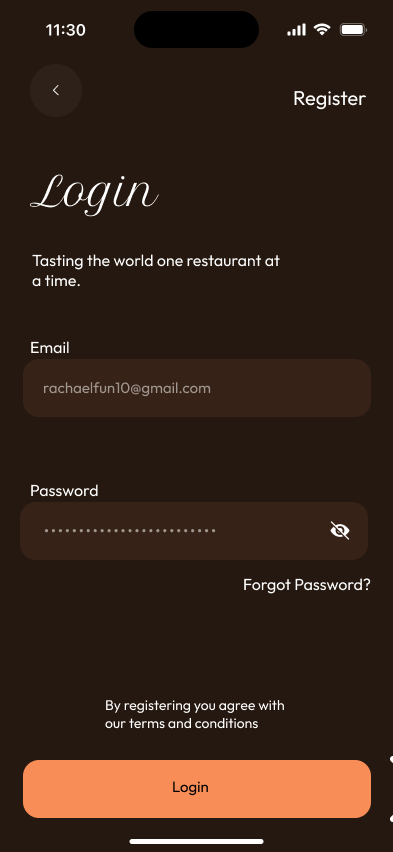 11:30
Register
Login
Tasting the world one restaurant at
a time.
Email
rachaelfun10@gmail.com
Password
Forgot Password?
By registering you agree with
our terms and conditions
Login